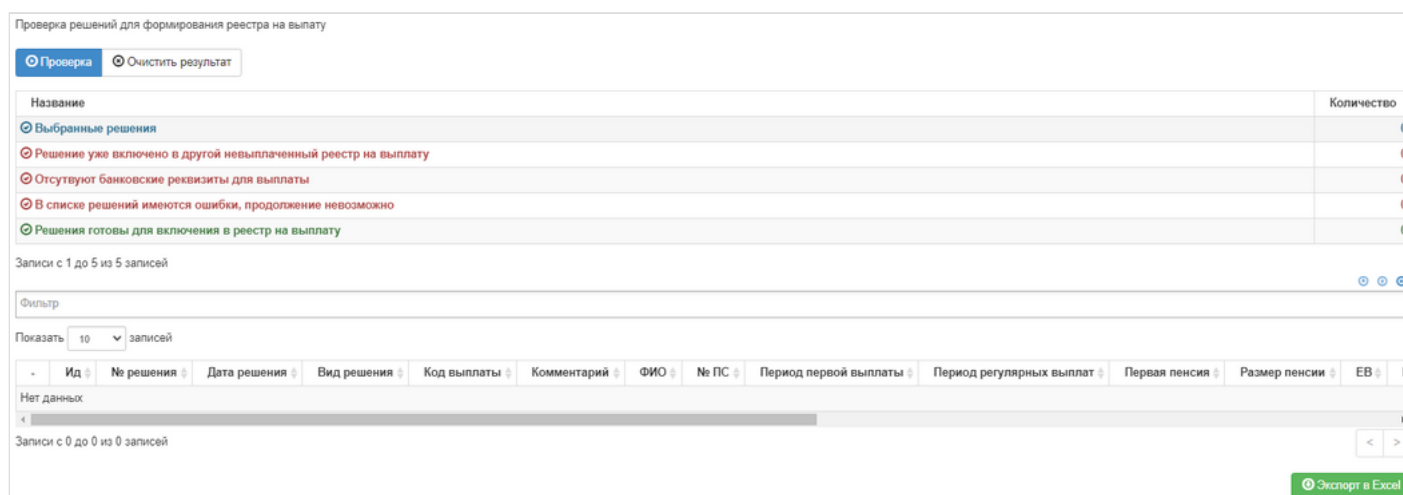 Проверка решений для формирования реестра на выпату
Проверка Очистить результат
Название Количество
Выбранные решения
Решение уже включено в другой невыплаченный реестр на выплату
Отсутвуют банковские реквизиты для выплаты
В списке решений имеются ошибки, продолжение невозможно
Решения готовы для включения в реестр на выплату
Записи с 1 до 5 из 5 записей
Фильтр
Показать 10 записей
- Ид № решения Дата решения Вид решения Код выплаты Комментарий ФИО № ПС Период первой выплаты Период регулярных выплат Первая пенсия Размер пенсии ЕВ
Нет данных
Записи с 0 до 0 из 0 записей
< >
Экспорт в Excel